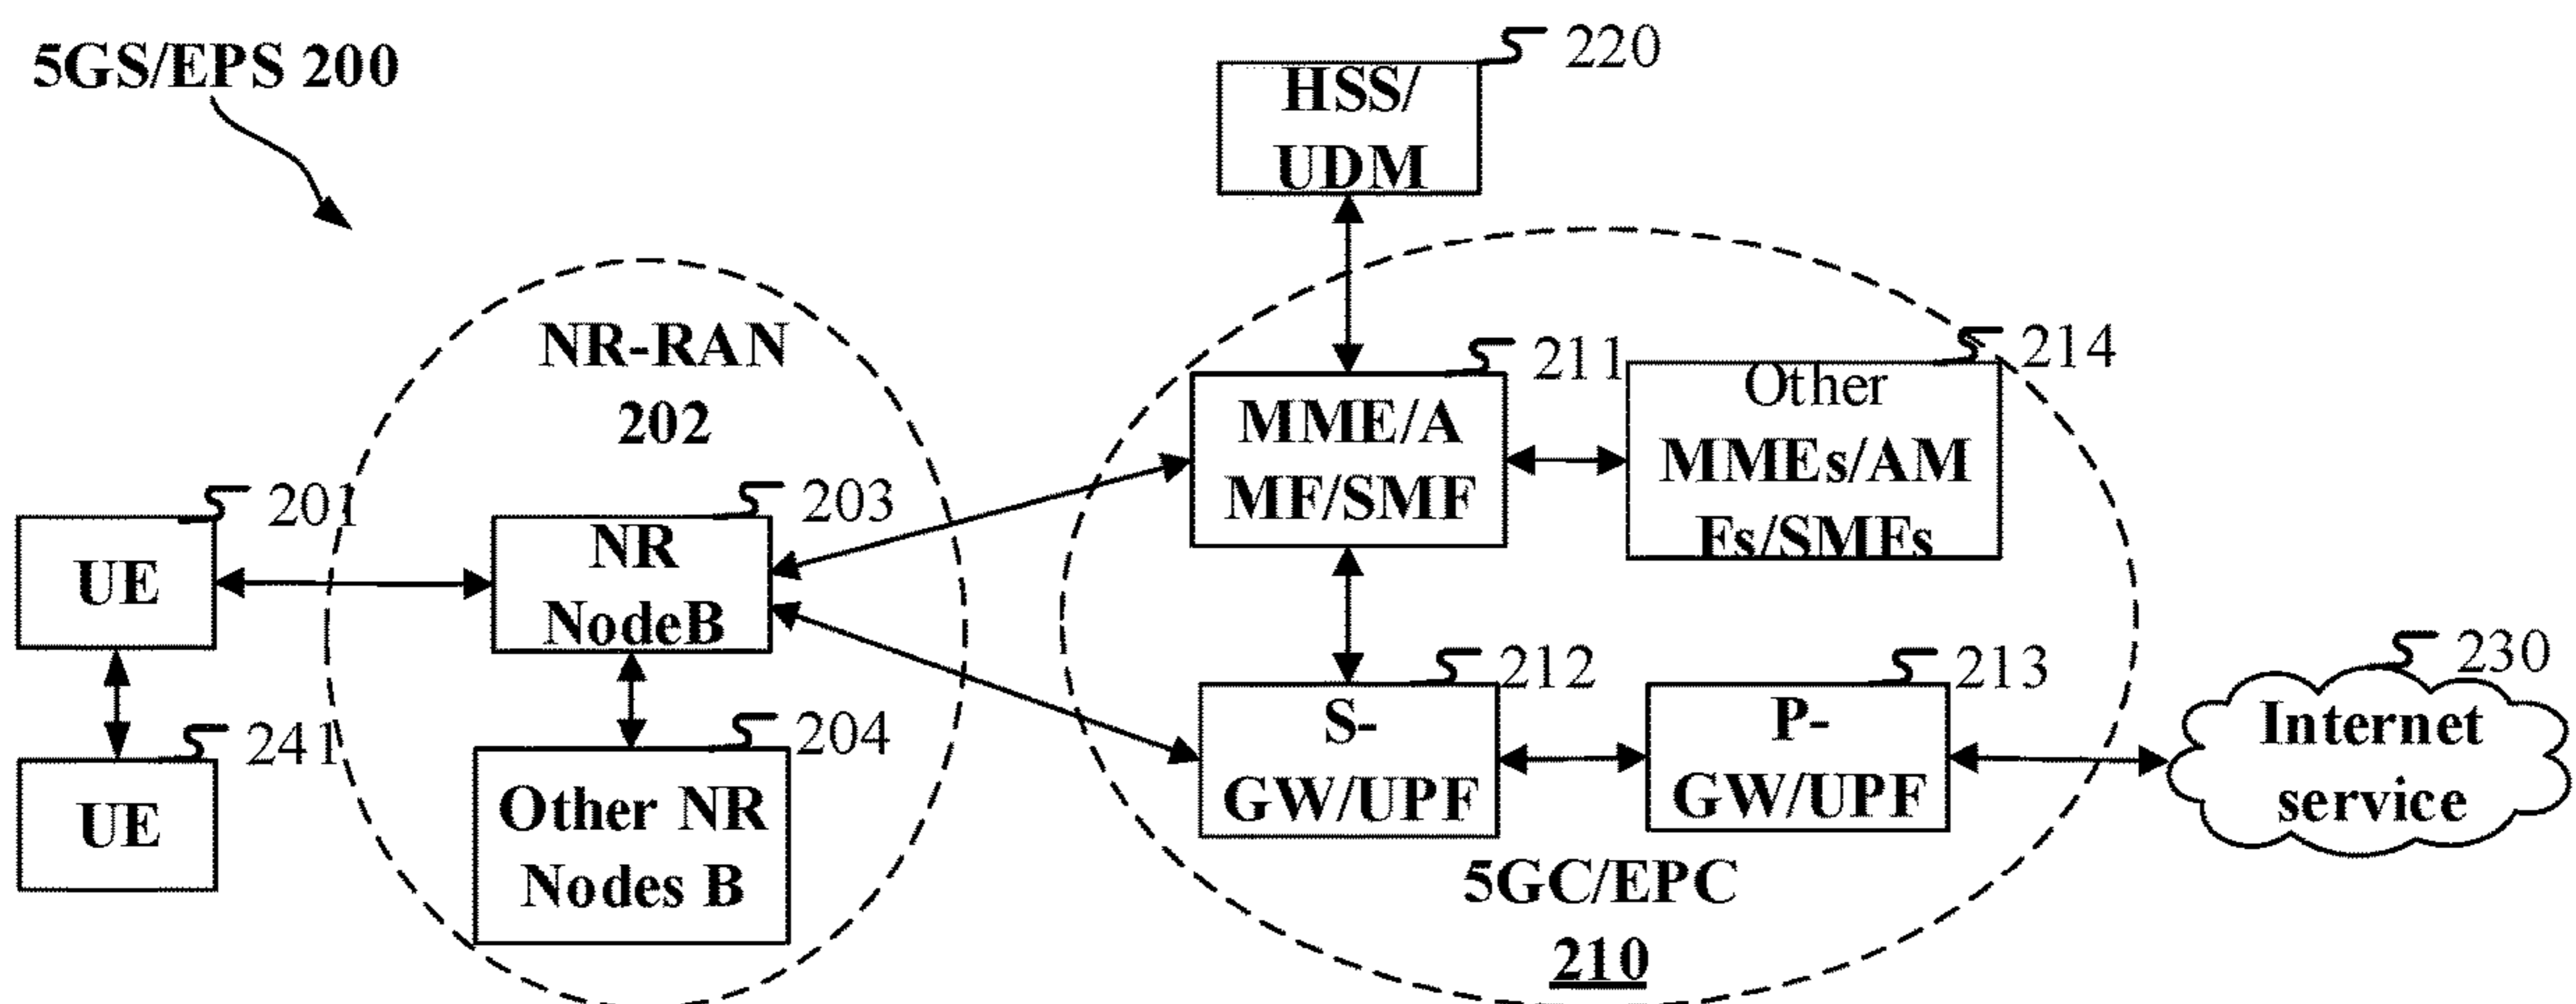 5GS/EPS 200
220
HSS/
UDM
NR-RAN
202
211
MME/A
MF/SMF
214
Other
MMEs/AM
Fs/SMFs
201
UE
203
NR
NodeB
241
UE
204
Other NR
Nodes B
212
S-
GW/UPF
213
P-
GW/UPF
230
Internet
service
5GC/EPC
210